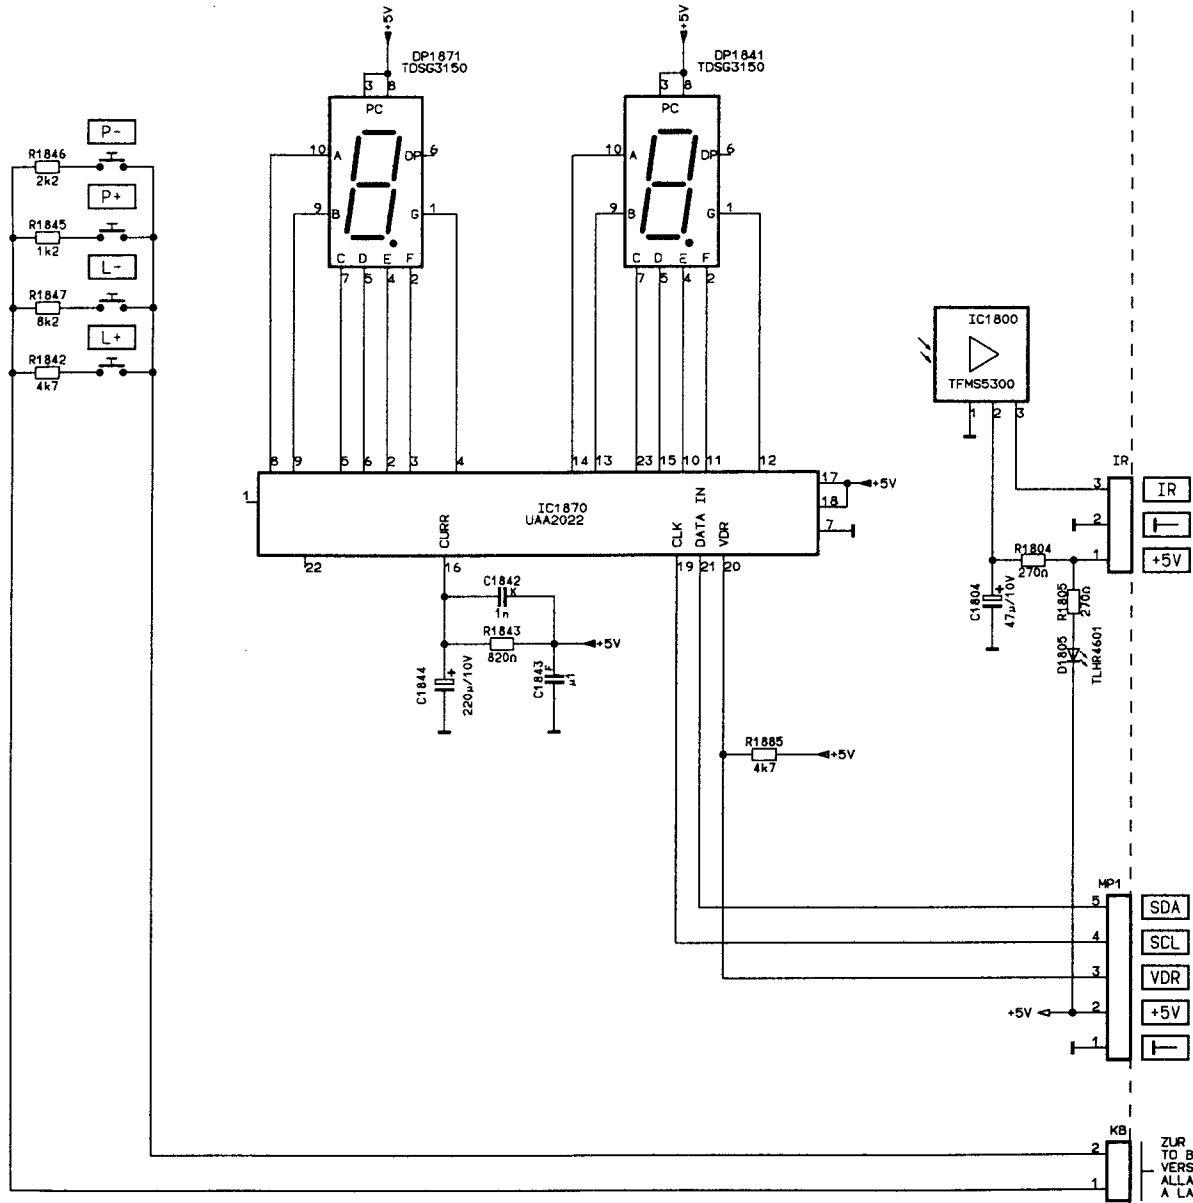 +5V
+5V
DP1871
TDSG3150
DP1841
TDSG3150
3 8
3 8
PC
PC
P-
R1846
2k2
10 A DP 6
10 A DP 6
P+
R1845
1k2
9 B G 1
9 B G 1
L-
C D E F
C D E F
7 5 4 2
7 5 4 2
R1847
8k2
L+
R1842
4k7
IC1800
TFMS5300
1 2 3
8 9 5 6 2 3 4 14 13 23 15 10 11 12
1
IC1870
UAA2022
CURR
CLK
DATA IN
VDR
17
18
+5V
7
22 16 19 21 20
IR
3 IR
2
1 +5V
R1804
270Ω
C1804
+
47µ/10V
R1805
270Ω
D1805
TLHR4601
C1842
K
1n
R1843
820Ω
+5V
C1844
+
220µ/10V
C1843
F
µ1
R1885
4k7
+5V
MP1
5 SDA
4 SCL
3 VDR
+5V
2 +5V
1
KB
2
1
ZUR
TO B
VERS
ALLA
A LA